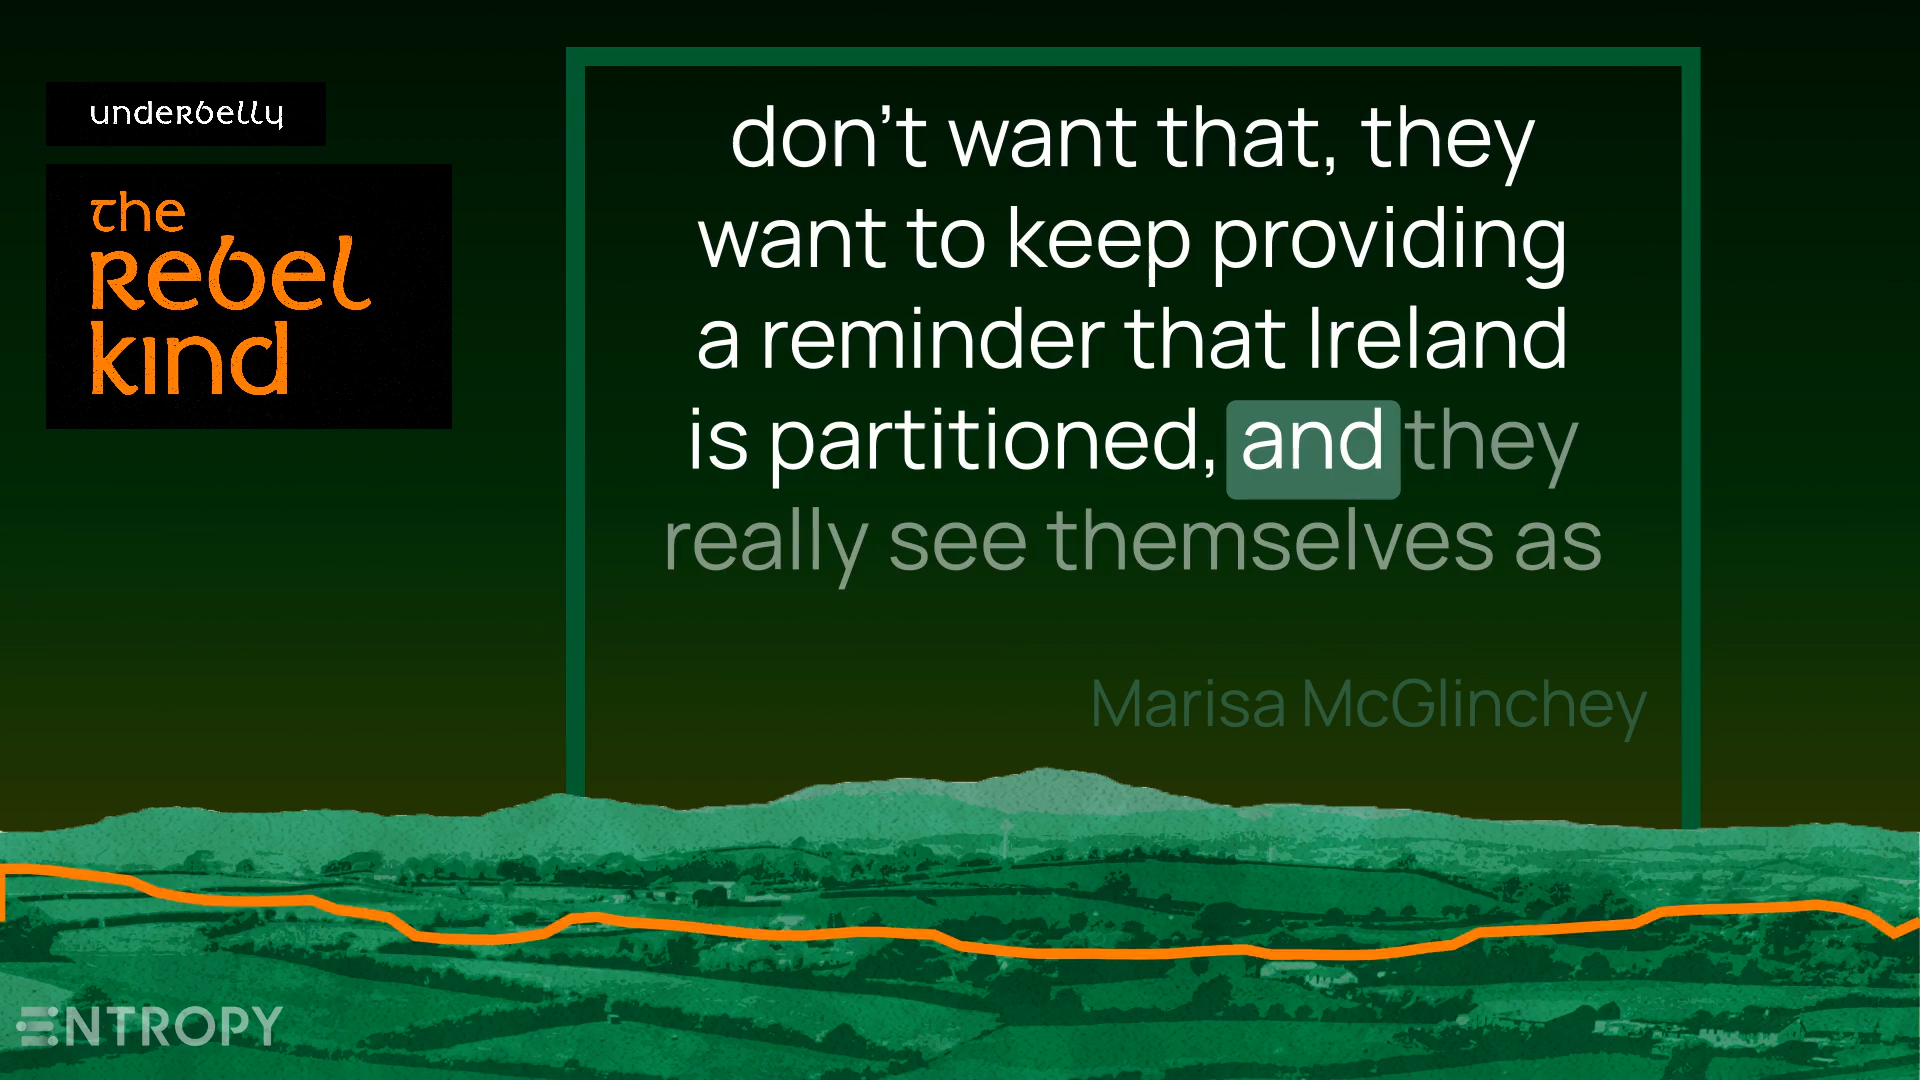 underbelly
the
Rebel
kind
don’t want that, they
want to keep providing
a reminder that Ireland
is partitioned, and they
really see themselves as
Marisa McGlinchey
ENTROPY